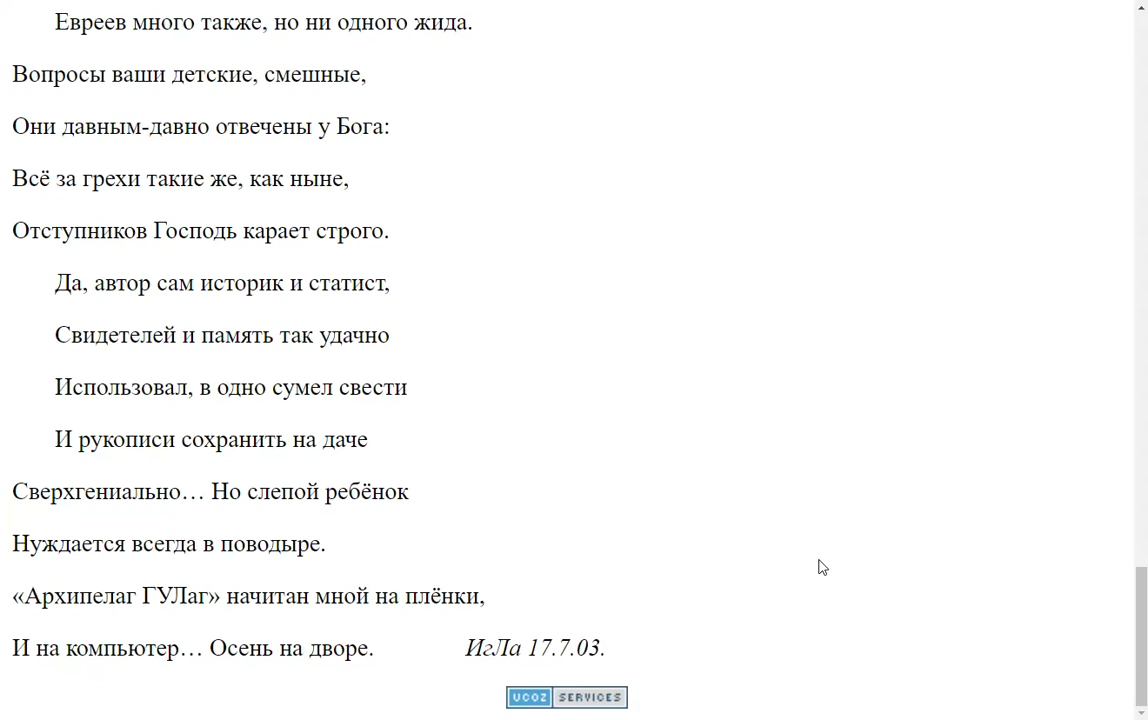 Евреев много также, но ни одного жида.
Вопросы ваши детские, смешные,
Они давным-давно отвечены у Бога:
Всё за грехи такие же, как ныне,
Отступников Господь карает строго.
Да, автор сам историк и статист,
Свидетелей и память так удачно
Использовал, в одно сумел свести
И рукописи сохранить на даче
Сверхгениально… Но слепой ребёнок
Нуждается всегда в поводыре.
«Архипелаг ГУЛаг» начитан мной на плёнки,
И на компьютер… Осень на дворе. ИгЛа 17.7.03.
UCOZ SERVICES